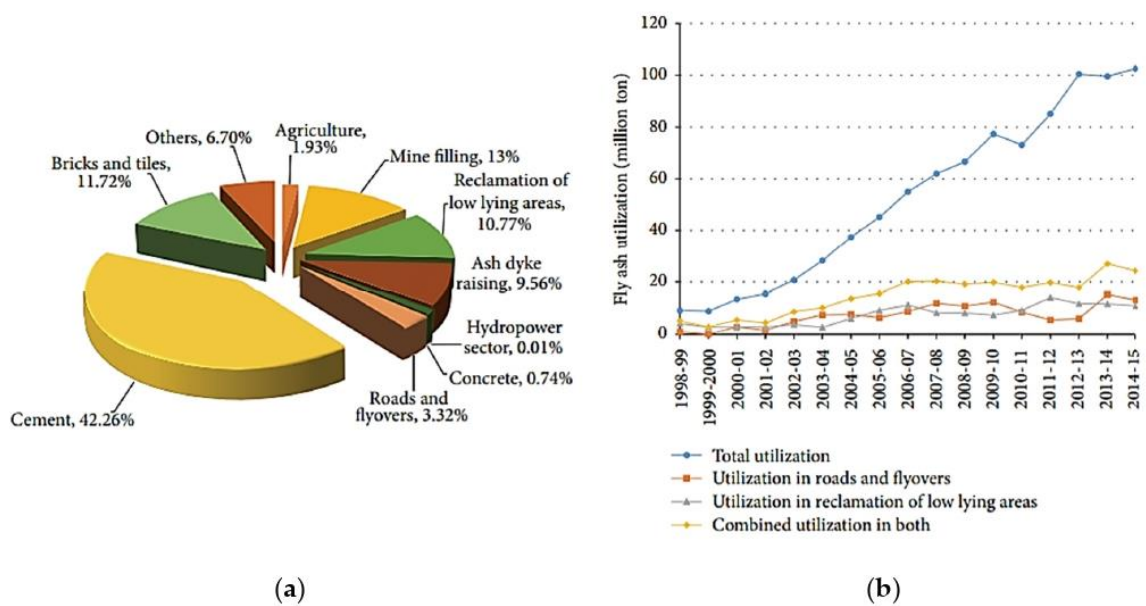 Others, 6.70%
Agriculture,
1.93%
Mine filling, 13%
Bricks and tiles,
11.72%
Reclamation of
low lying areas,
10.77%
Ash dyke
raising, 9.56%
Hydropower
sector, 0.01%
Concrete, 0.74%
Roads and
flyovers, 3.32%
Cement, 42.26%
(a)
Fly ash utilization (million ton)
120
100
80
60
40
20
0
1998-99
1999-2000
2000-01
2001-02
2002-03
2003-04
2004-05
2005-06
2006-07
2007-08
2008-09
2009-10
2010-11
2011-12
2012-13
2013-14
2014-15
Total utilization
Utilization in roads and flyovers
Utilization in reclamation of low lying areas
Combined utilization in both
(b)